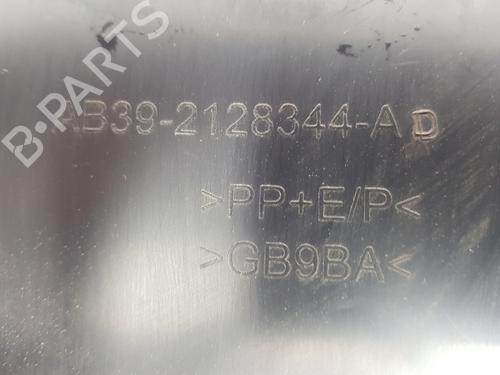 B-PARTS
AB39-2128344-AD
>PP+E/P<
>GB9BA<